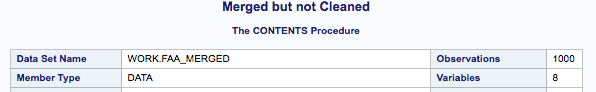 Merged but not Cleaned
The CONTENTS Procedure
Data Set Name WORK.FAA_MERGED Observations 1000
Member Type DATA Variables 8